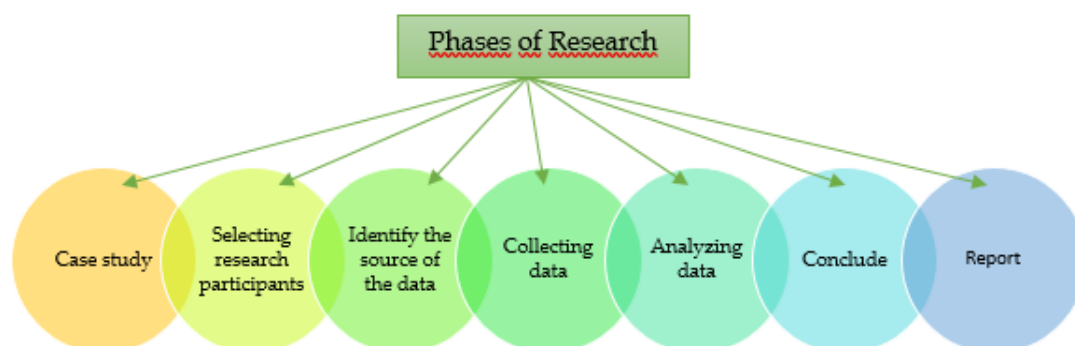 Phases of Research
Case study
Selecting
research
participants
Identify the
source of
the data
Collecting
data
Analyzing
data
Conclude
Report